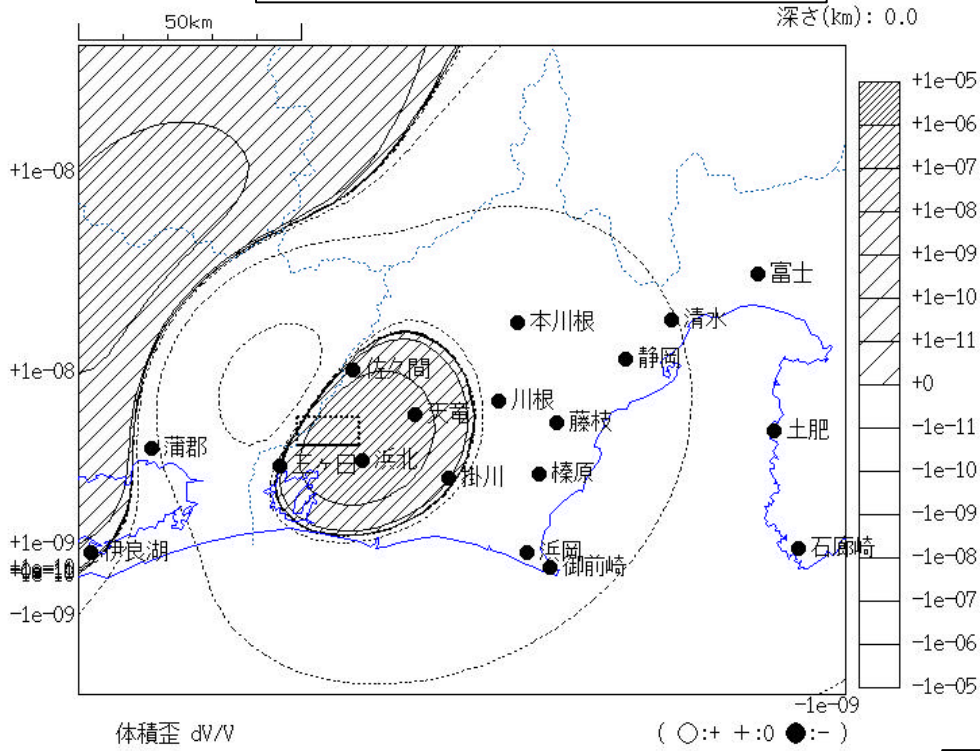 50km
深さ(km): 0.0
+1e-05
+1e-06
+1e-07
+1e-08
+1e-09
+1e-10
+1e-11
+0
-1e-11
-1e-10
-1e-09
-1e-08
-1e-07
-1e-06
-1e-05
+1e-08
+1e-08
+1e-09
-1e-09
富士
本川根
清水
静岡
佐久間
川根
天竜
藤枝
土肥
蒲郡
三ヶ日
浜北
掛川
榛原
伊良湖
浜岡
御前崎
石廊崎
-1e-09
体積歪 dV/V
( ○:+ +:0 ●:- )